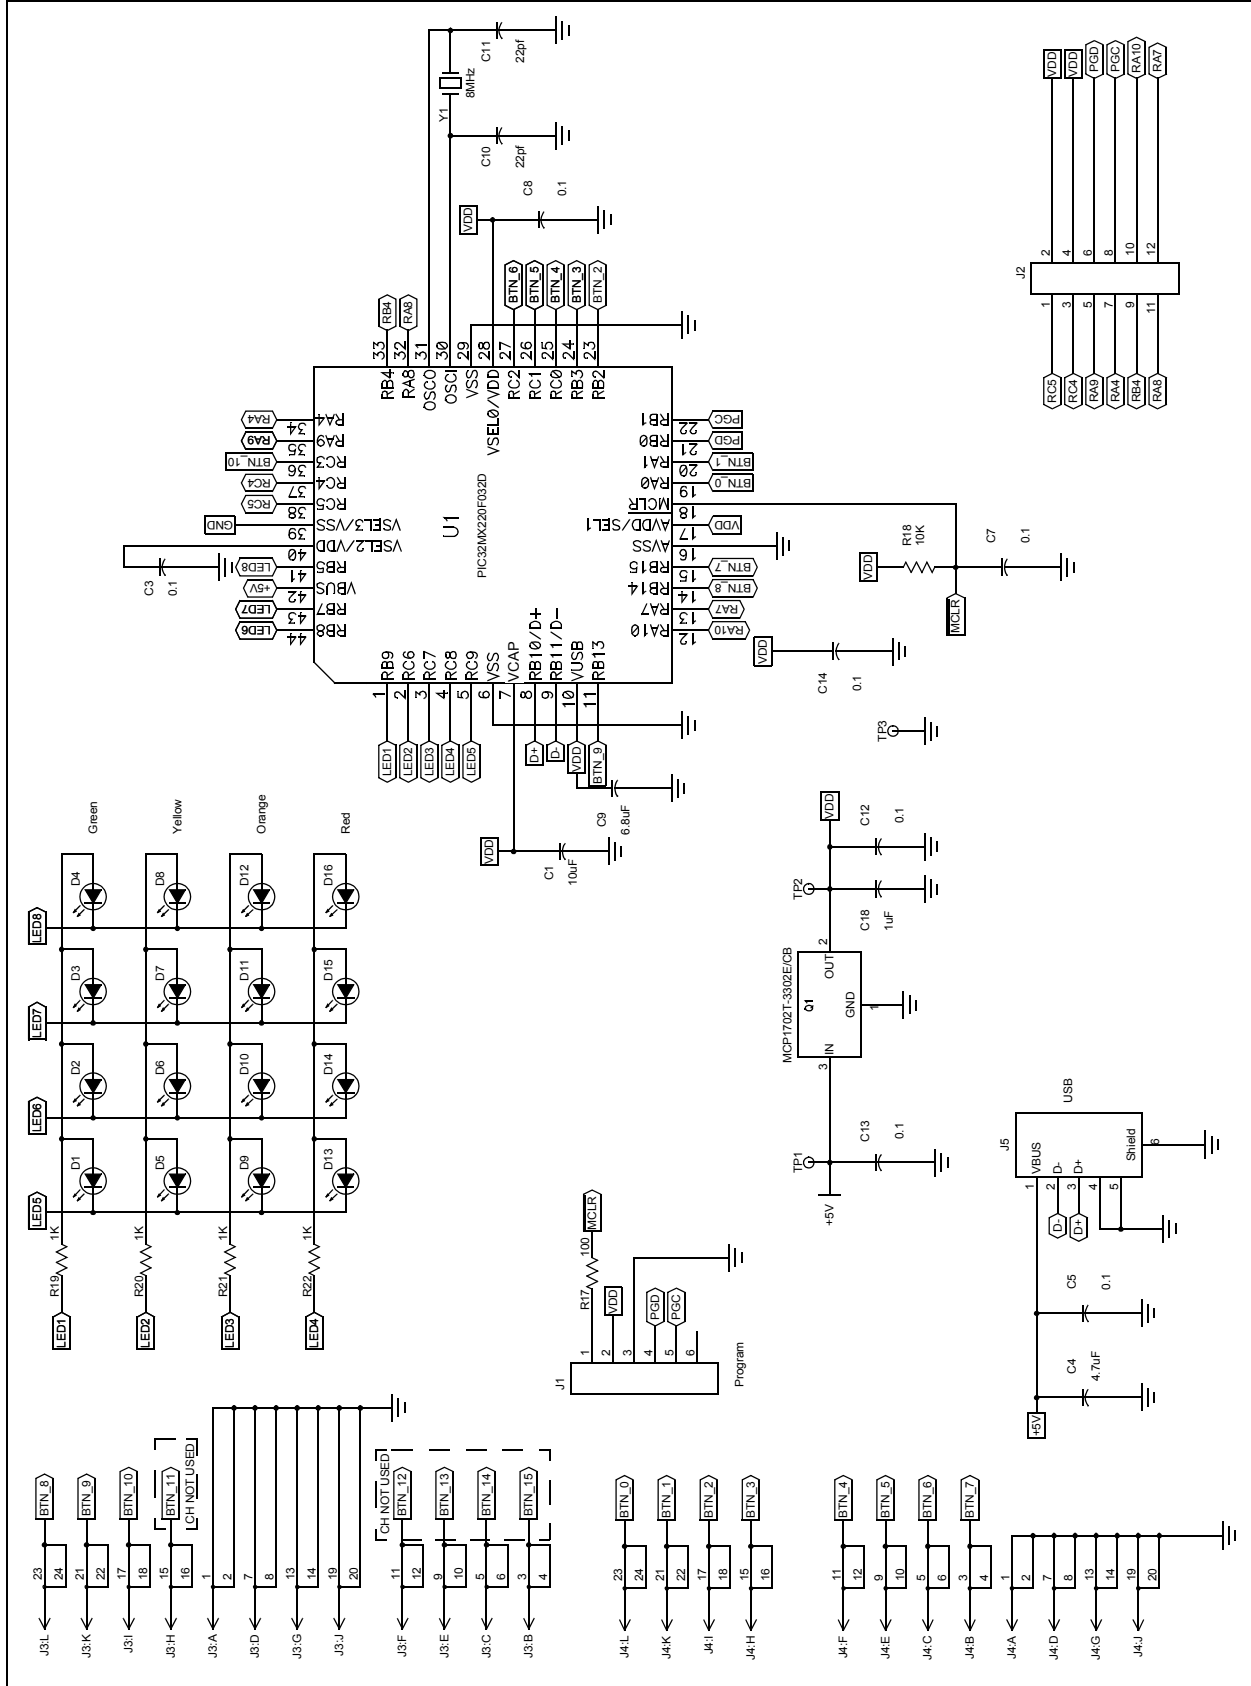 J3:L 23 24 BTN_8
J3:K 21 22 BTN_9
J3:I 17 18 BTN_10
J3:H 15 16 BTN_11
CH NOT USED
J3:A 1 2
J3:D 7 8
J3:G 13 14
J3:J 19 20
CH NOT USED
J3:F 11 12 BTN_12
J3:E 9 10 BTN_13
J3:C 5 6 BTN_14
J3:B 3 4 BTN_15
J4:L 23 24 BTN_0
J4:K 21 22 BTN_1
J4:I 17 18 BTN_2
J4:H 15 16 BTN_3
J4:F 11 12 BTN_4
J4:E 9 10 BTN_5
J4:C 5 6 BTN_6
J4:B 3 4 BTN_7
J4:A 1 2
J4:D 7 8
J4:G 13 14
J4:J 19 20
LED5 LED6 LED7 LED8
LED1 R19 1K D1 D2 D3 D4 Green
LED2 R20 1K D5 D6 D7 D8 Yellow
LED3 R21 1K D9 D10 D11 D12 Orange
LED4 R22 1K D13 D14 D15 D16 Red
J1
1 R17 100 MCLR
2 VDD
3
4 PGD
5 PGC
6
Program
+5V
C4
4.7uF
C5
0.1
J5
USB
1 VBUS
2 D- D-
3 D+ D+
4
5
Shield 6
+5V
TP1
C13
0.1
MCP1702T-3302E/CB
Q1
3 IN
OUT 2
GND
1
TP2
C18
1uF
C12
0.1
VDD
TP3
VDD
C14
0.1
VDD
R18
10K
MCLR
C7
0.1
VDD
C1
10uF
C9
6.8uF
C3
0.1
U1
PIC32MX220F032D
LED1 1 RB9
LED2 2 RC6
LED3 3 RC7
LED4 4 RC8
LED5 5 RC9
6 VSS
7 VCAP
D+ 8 RB10/D+
D- 9 RB11/D-
VDD 10 VUSB
BTN_9 11 RB13
RA10 12 RA10
RA7 13 RA7
BTN_8 14 RB14
BTN_7 15 RB15
16 AVSS
VDD 17 AVDD/SEL1
18 MCLR
BTN_0 19 RA0
BTN_1 20 RA1
PGD 21 RB0
PGC 22 RB1
RB2 23 BTN_2
RB3 24 BTN_3
RC0 25 BTN_4
RC1 26 BTN_5
RC2 27 BTN_6
VSEL0/VDD 28
VSS 29
OSCI 30
OSCO 31
RA8 32 RA8
RB4 33 RB4
RA4 34 RA4
RA9 35 RA9
RC3 36 BTN_10
RC4 37 RC4
RC5 38 RC5
VSEL3/VSS 39 GND
VSEL2/VDD 40
RB5 41 LED8
VBUS 42 +5V
RB7 43 LED7
RB8 44 LED6
VDD
C8
0.1
C10
22pf
Y1
8MHz
C11
22pf
J2
RC5 1 2 VDD
RC4 3 4 VDD
RA9 5 6 PGD
RA4 7 8 PGC
RB4 9 10 RA10
RA8 11 12 RA7